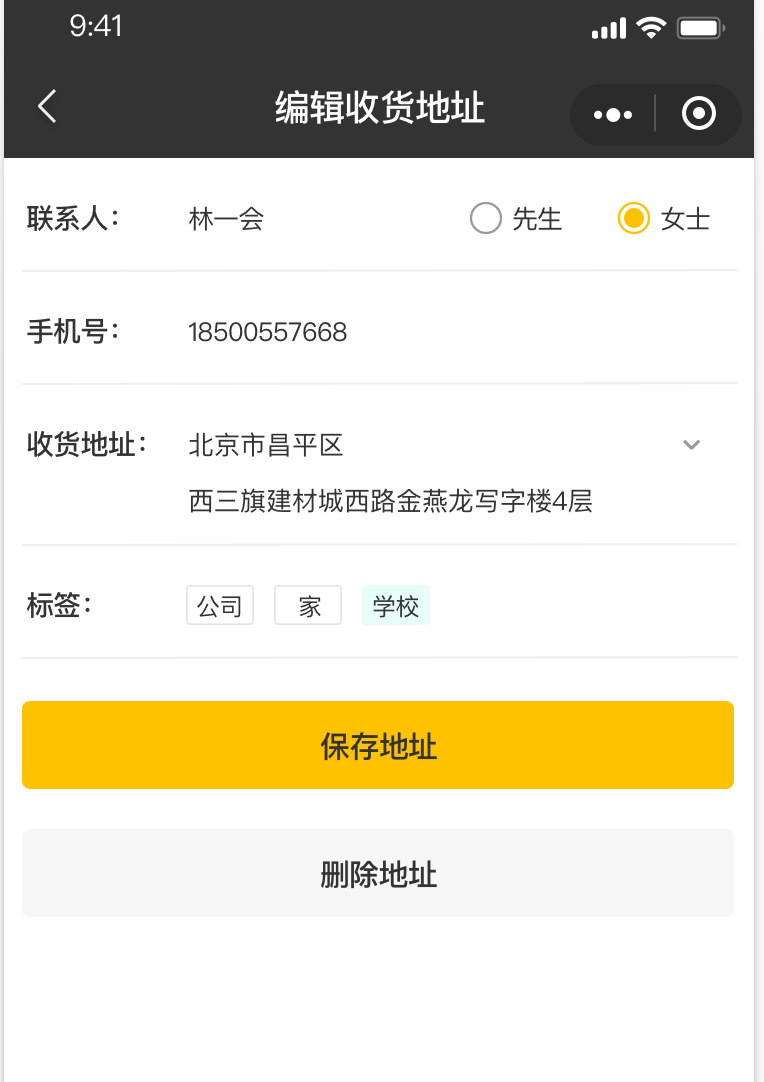 9:41
编辑收货地址
联系人： 林一会 先生 女士
手机号： 18500557668
收货地址： 北京市昌平区
西三旗建材城西路金燕龙写字楼4层
标签： 公司 家 学校
保存地址
删除地址